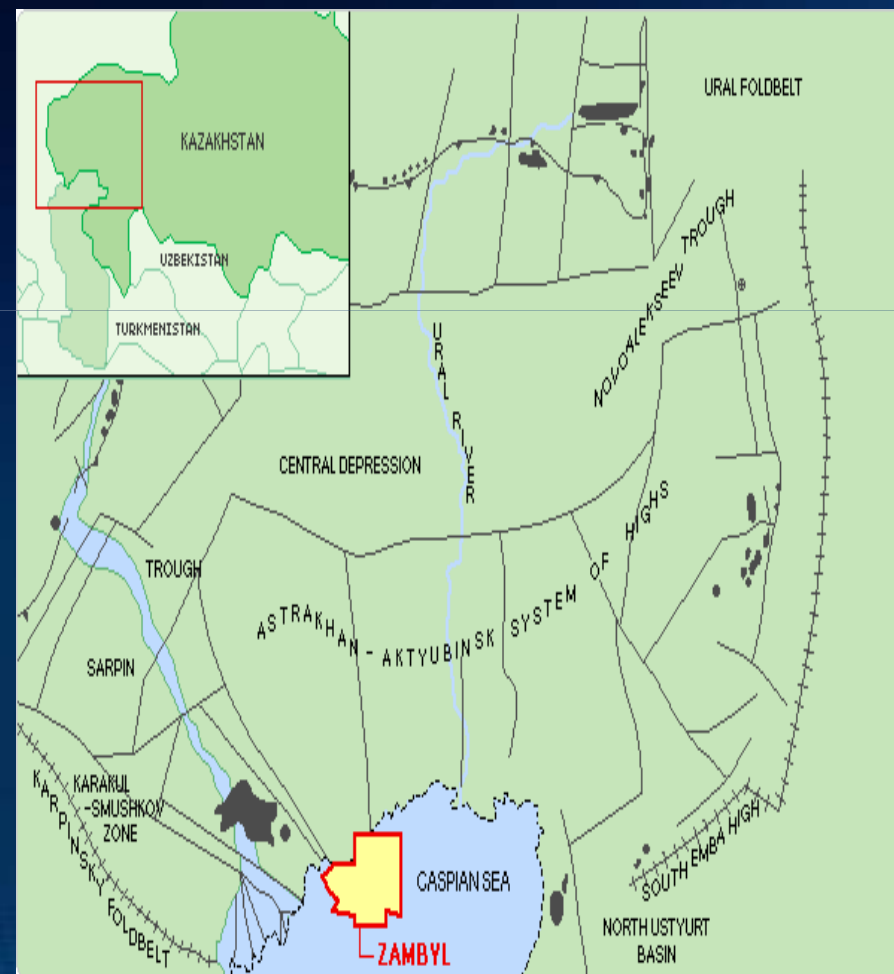 KAZAKHSTAN
UZBEKISTAN
TURKMENISTAN
URAL FOLDBELT
NOVOALEKSEEV TROUGH
URAL RIVER
CENTRAL DEPRESSION
ASTRAKHAN-AKTYUBINSK SYSTEM OF HIGHS
TROUGH
SARPIN
KARAKUL
-SMUSHKOV
ZONE
KARPINSKY FOLDBELT
CASPIAN SEA
ZAMBYL
SOUTH EMBA HIGH
NORTH USTYURT
BASIN